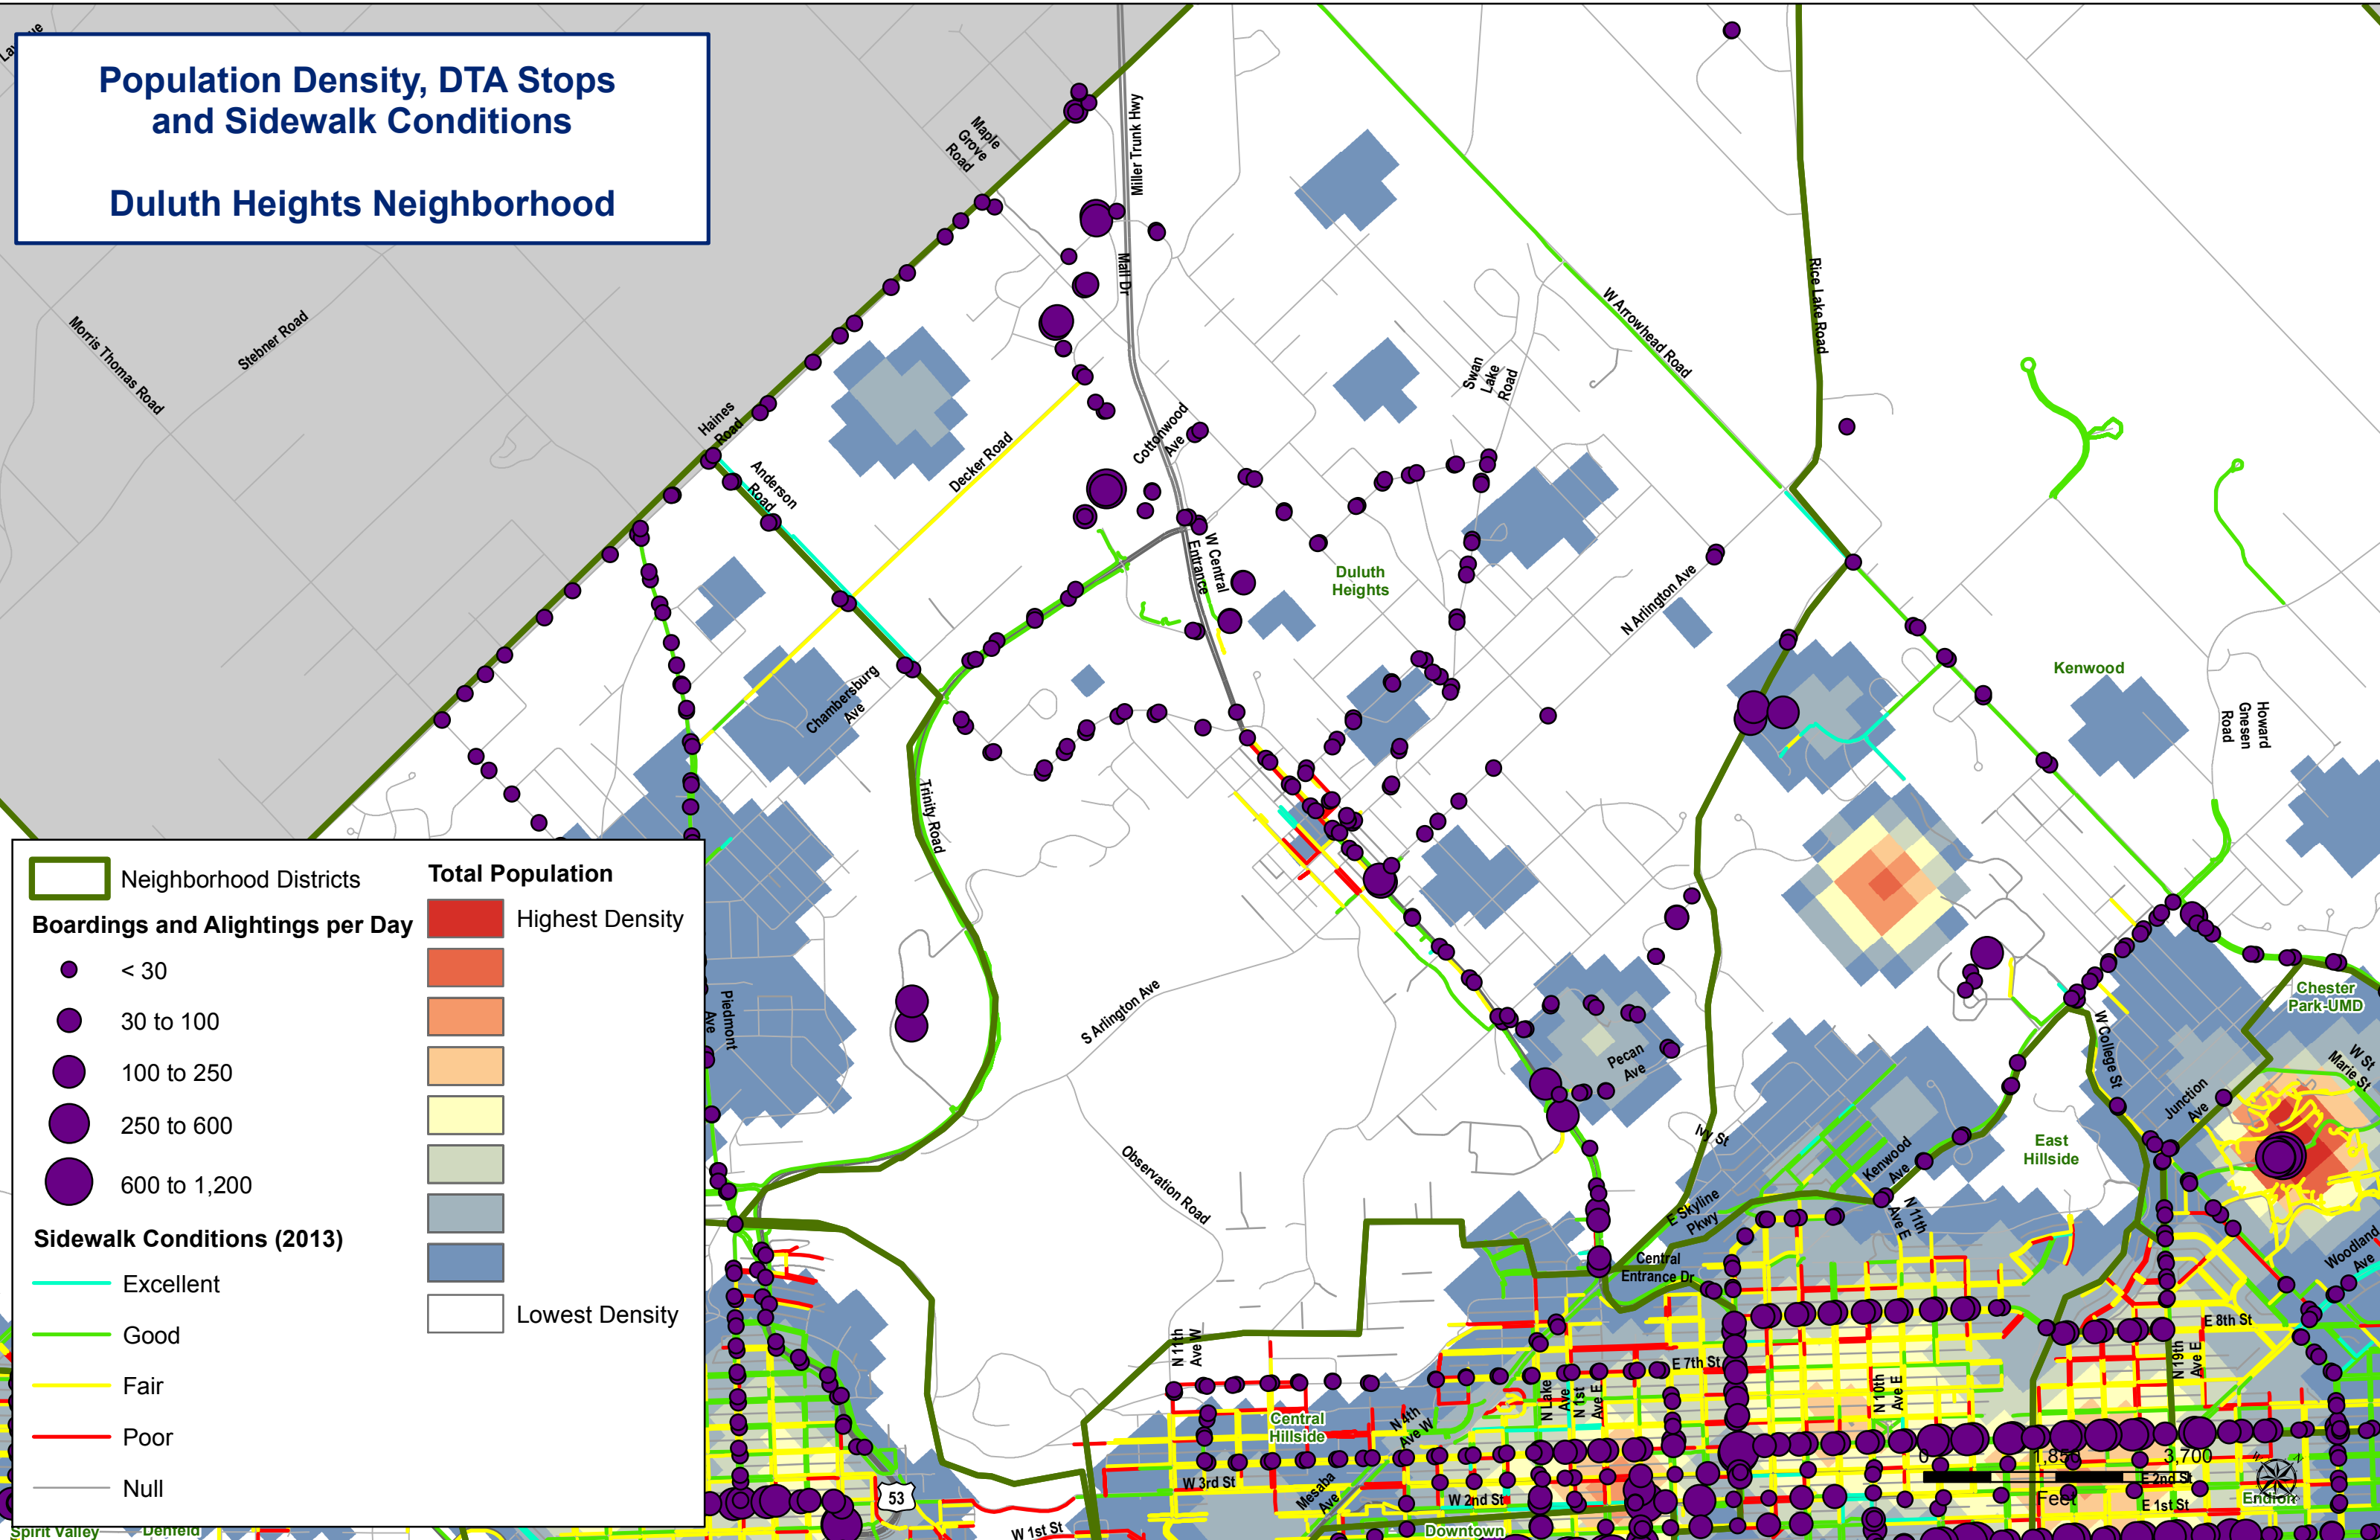 Population Density, DTA Stops
and Sidewalk Conditions
Duluth Heights Neighborhood
Maple
Grove
Road
Miller Trunk Hwy
Mall Dr
Morris Thomas Road
Stebner Road
Haines
Road
Anderson
Road
Decker Road
Cottonwood
Ave
W Central
Entrance
Swan
Lake
Road
W Arrowhead Road
Rice Lake Road
Duluth
Heights
N Arlington Ave
Kenwood
Howard
Gnesen
Road
Chambersburg
Ave
Trinity Road
Piedmont
Ave
S Arlington Ave
Observation Road
Pecan
Ave
Ivy St
E Skyline
Pkwy
Central
Entrance Dr
Kenwood
Ave
N 11th
Ave E
East
Hillside
W College St
Junction
Ave
Chester
Park-UMD
W St
Marie St
Woodland
Ave
E 8th St
N 19th
Ave E
N 10th
Ave E
E 7th St
N Lake
Ave
N 1st
Ave E
N 11th
Ave W
Central
Hillside
N 4th
Ave W
W 3rd St
Mesaba
Ave
W 2nd St
W 1st St
Downtown
E 2nd St
E 1st St
Endion
53
Spirit Valley
Denfeld
0
1,850
3,700
Feet
Neighborhood Districts
Boardings and Alightings per Day
< 30
30 to 100
100 to 250
250 to 600
600 to 1,200
Sidewalk Conditions (2013)
Excellent
Good
Fair
Poor
Null
Total Population
Highest Density
Lowest Density